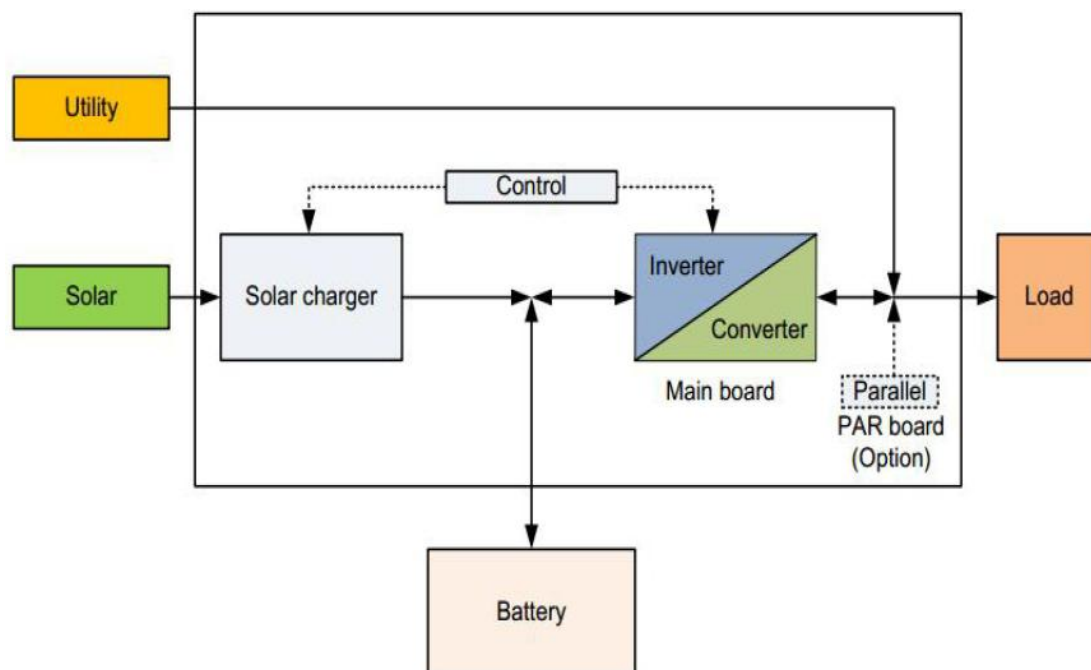 Utility
Control
Solar
Solar charger
Inverter
Converter
Main board
Load
Parallel
PAR board
(Option)
Battery